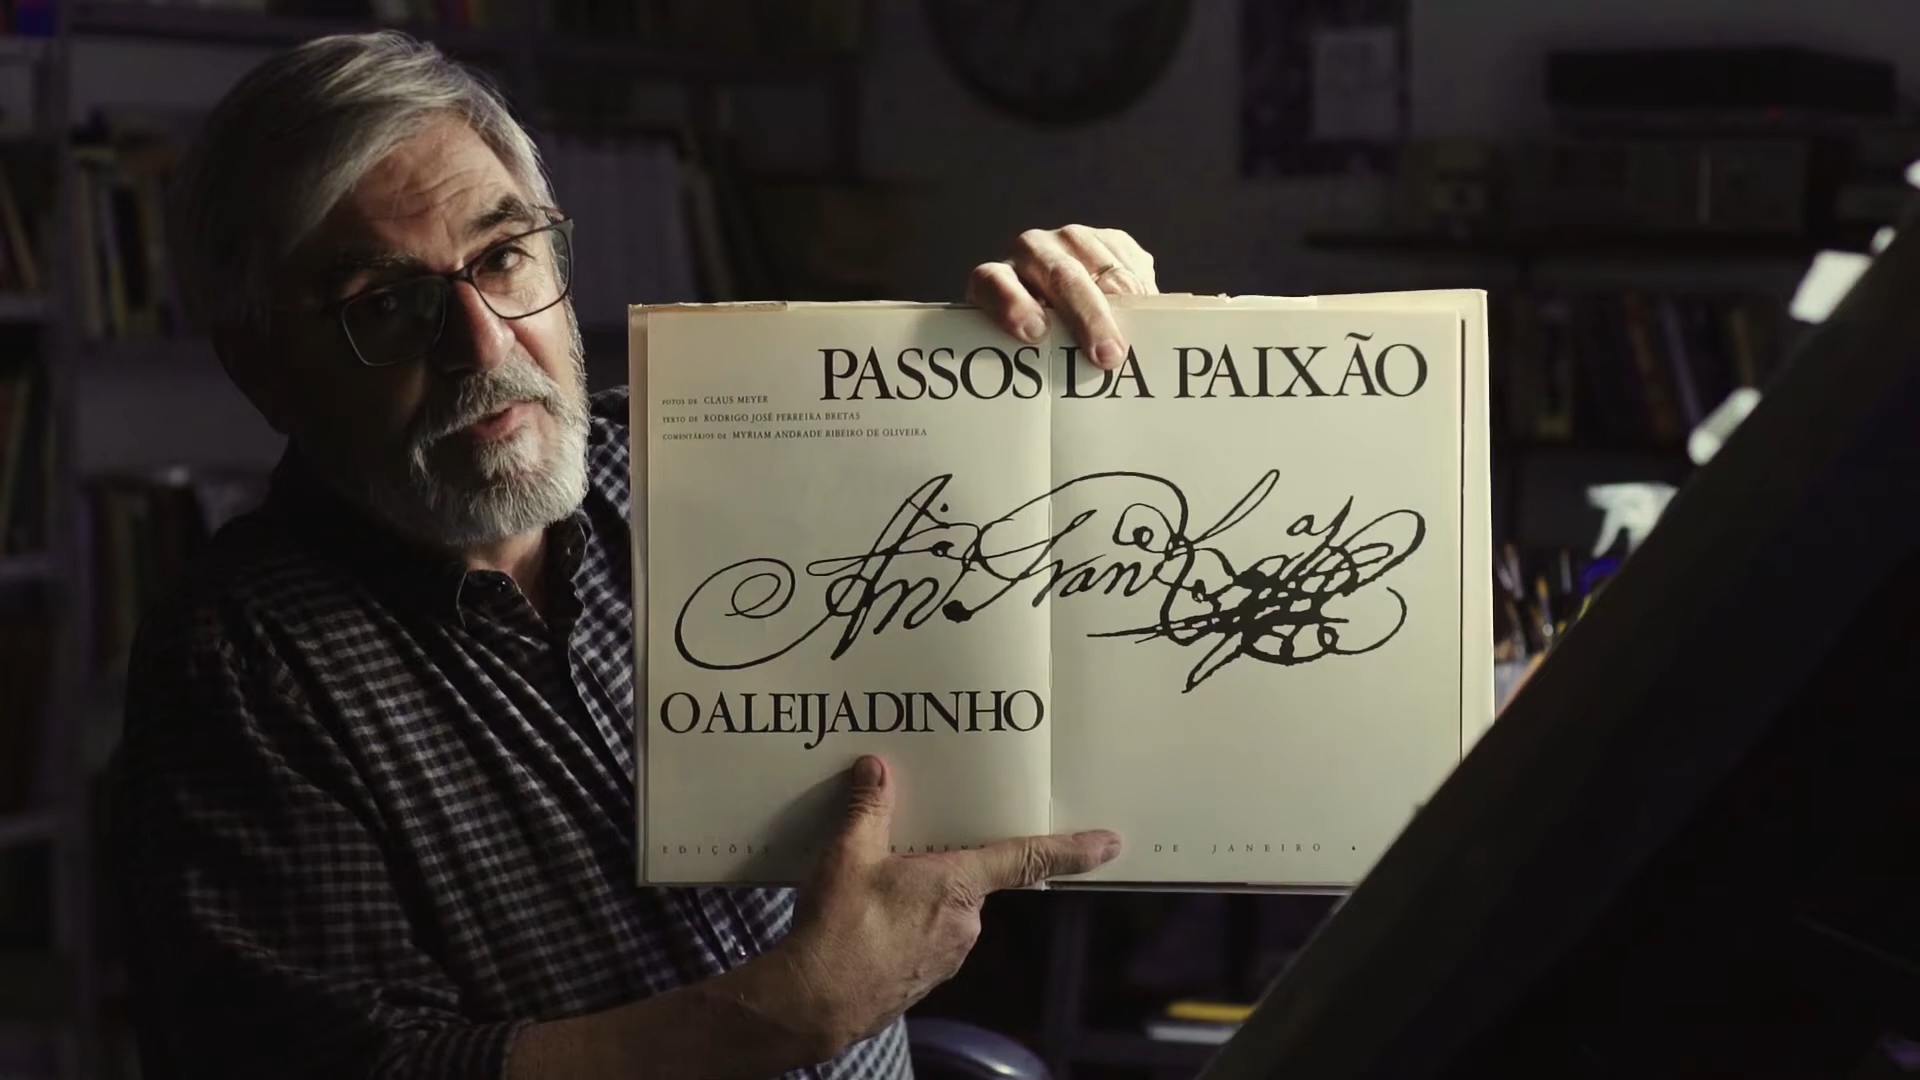 PASSOS DA PAIXÃO
FOTOS DE CLAUS MEYER
TEXTO DE RODRIGO JOSÉ FERREIRA BRETAS
COMENTÁRIOS DE MYRIAM ANDRADE RIBEIRO DE OLIVEIRA
O ALEIJADINHO
EDIÇÕES DE JANEIRO